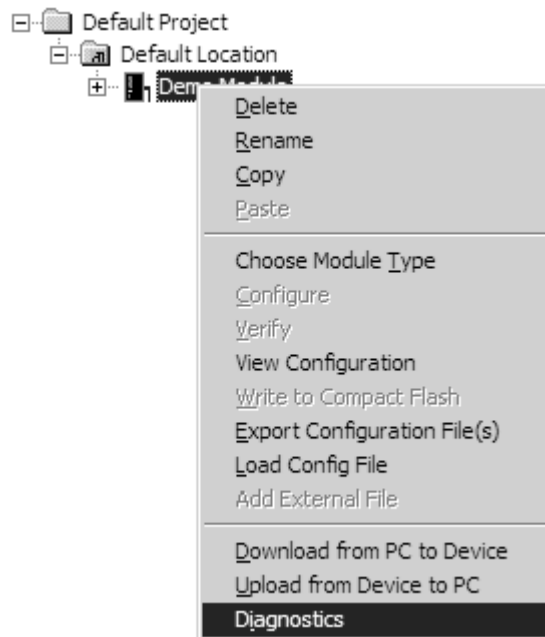 Default Project
Default Location
Demo Module
Delete
Rename
Copy
Paste
Choose Module Type
Configure
Verify
View Configuration
Write to Compact Flash
Export Configuration File(s)
Load Config File
Add External File
Download from PC to Device
Upload from Device to PC
Diagnostics